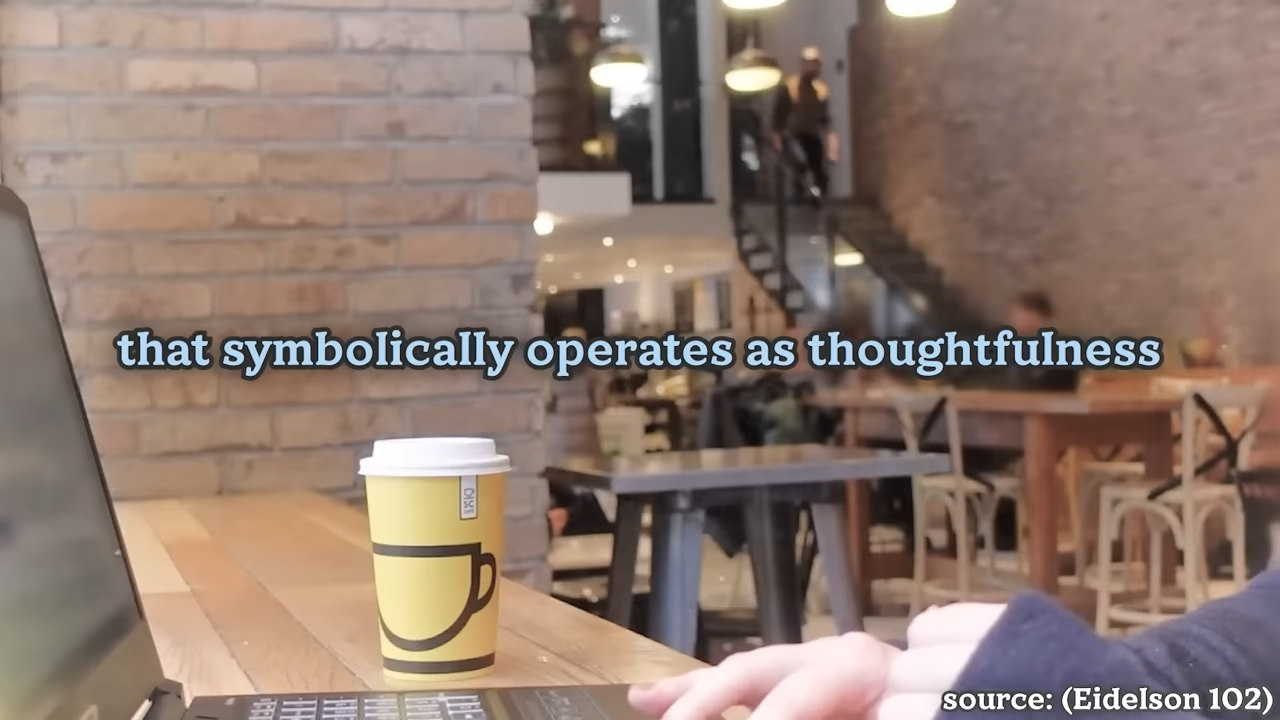 that symbolically operates as thoughtfulness
source: (Eidelson 102)